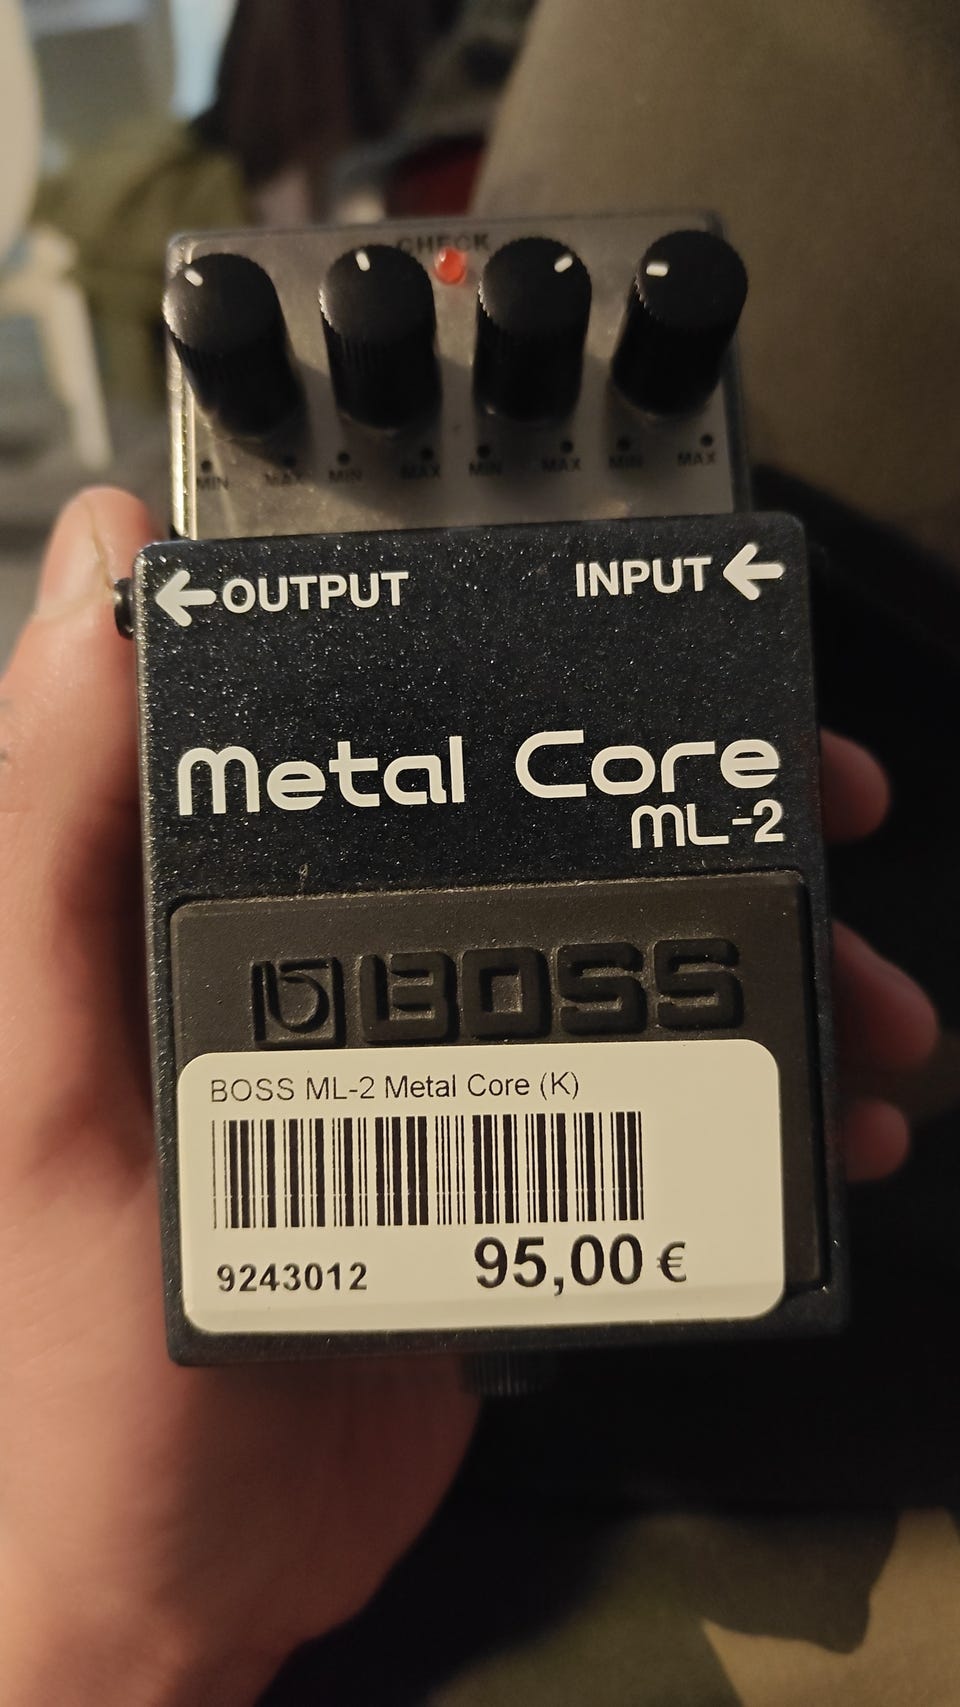 CHECK
MIN MAX MIN MAX MIN MAX MIN MAX
OUTPUT INPUT
Metal Core
ML-2
BOSS
BOSS ML-2 Metal Core (K)
9243012 95,00 €